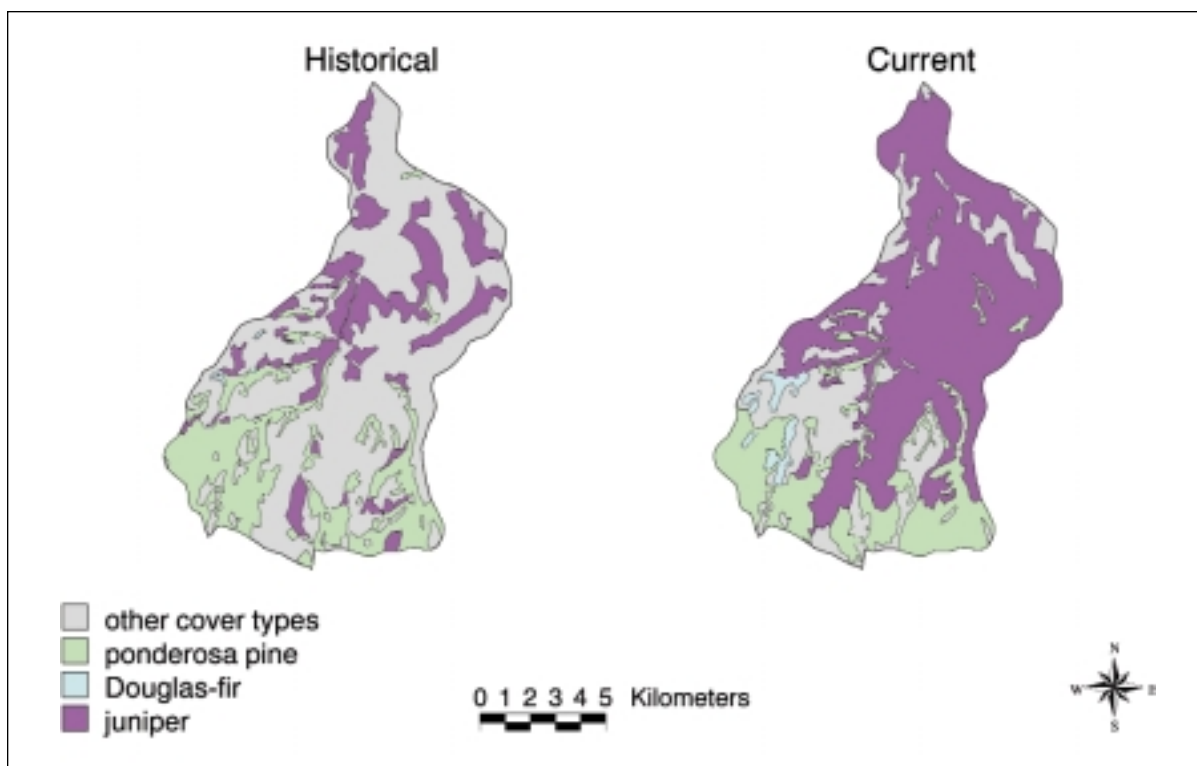 Historical
Current
other cover types
ponderosa pine
Douglas-fir
juniper
0 1 2 3 4 5 Kilometers
N
W E
S